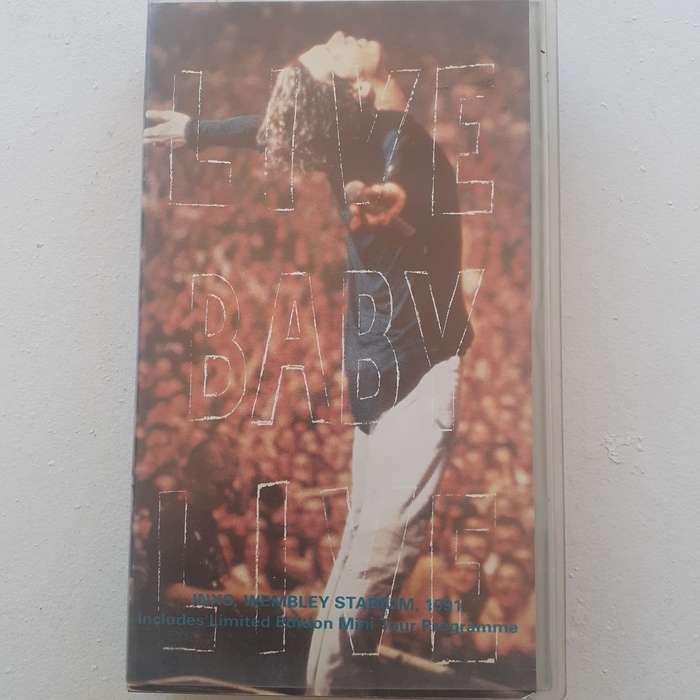 LIVE
BABY
LIVE
INXS, WEMBLEY STADIUM, 1991
Includes Limited Edition Mini Tour Programme